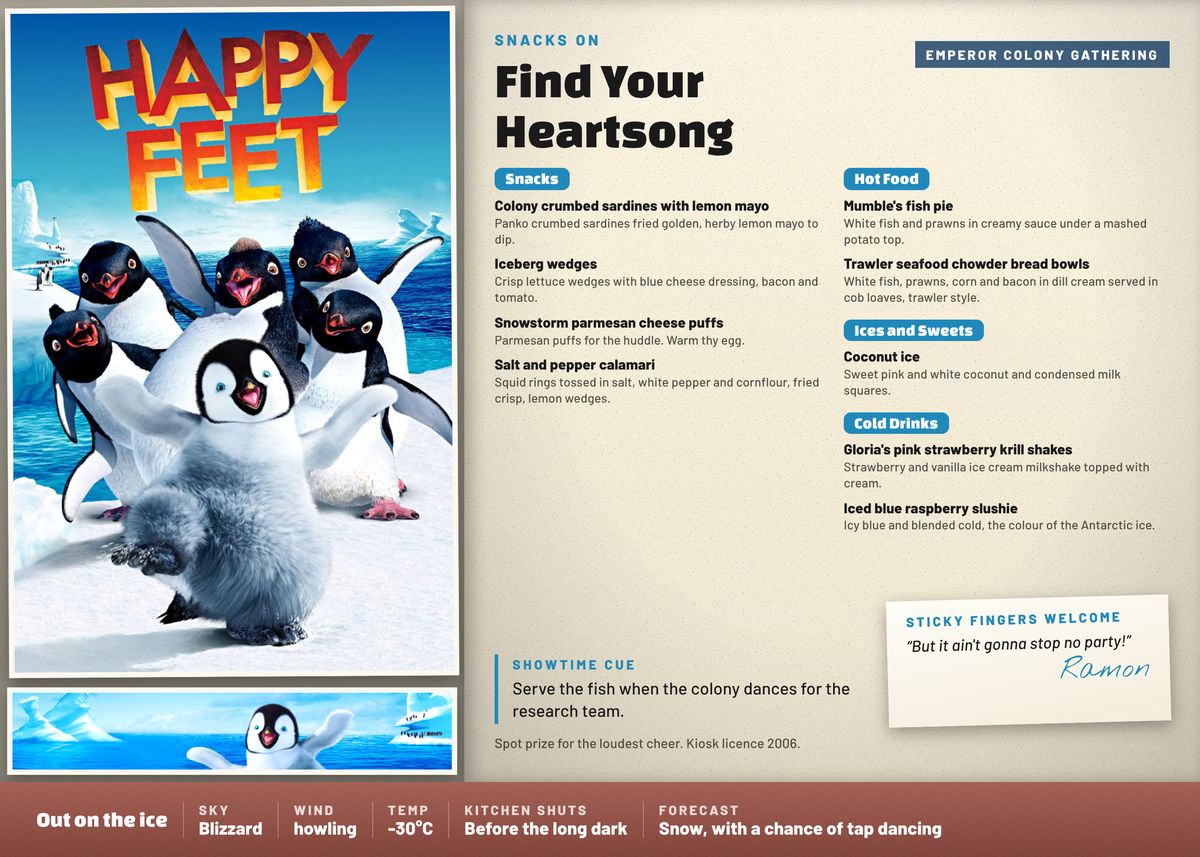 HAPPY
FEET
SNACKS ON
Find Your
Heartsong
EMPEROR COLONY GATHERING
Snacks
Colony crumbed sardines with lemon mayo
Panko crumbed sardines fried golden, herby lemon mayo to
dip.
Iceberg wedges
Crisp lettuce wedges with blue cheese dressing, bacon and
tomato.
Snowstorm parmesan cheese puffs
Parmesan puffs for the huddle. Warm thy egg.
Salt and pepper calamari
Squid rings tossed in salt, white pepper and cornflour, fried
crisp, lemon wedges.
Hot Food
Mumble's fish pie
White fish and prawns in creamy sauce under a mashed
potato top.
Trawler seafood chowder bread bowls
White fish, prawns, corn and bacon in dill cream served in
cob loaves, trawler style.
Ices and Sweets
Coconut ice
Sweet pink and white coconut and condensed milk
squares.
Cold Drinks
Gloria's pink strawberry krill shakes
Strawberry and vanilla ice cream milkshake topped with
cream.
Iced blue raspberry slushie
Icy blue and blended cold, the colour of the Antarctic ice.
STICKY FINGERS WELCOME
“But it ain't gonna stop no party!”
Ramon
SHOWTIME CUE
Serve the fish when the colony dances for the
research team.
Spot prize for the loudest cheer. Kiosk licence 2006.
Out on the ice
SKY
Blizzard
WIND
howling
TEMP
-30°C
KITCHEN SHUTS
Before the long dark
FORECAST
Snow, with a chance of tap dancing